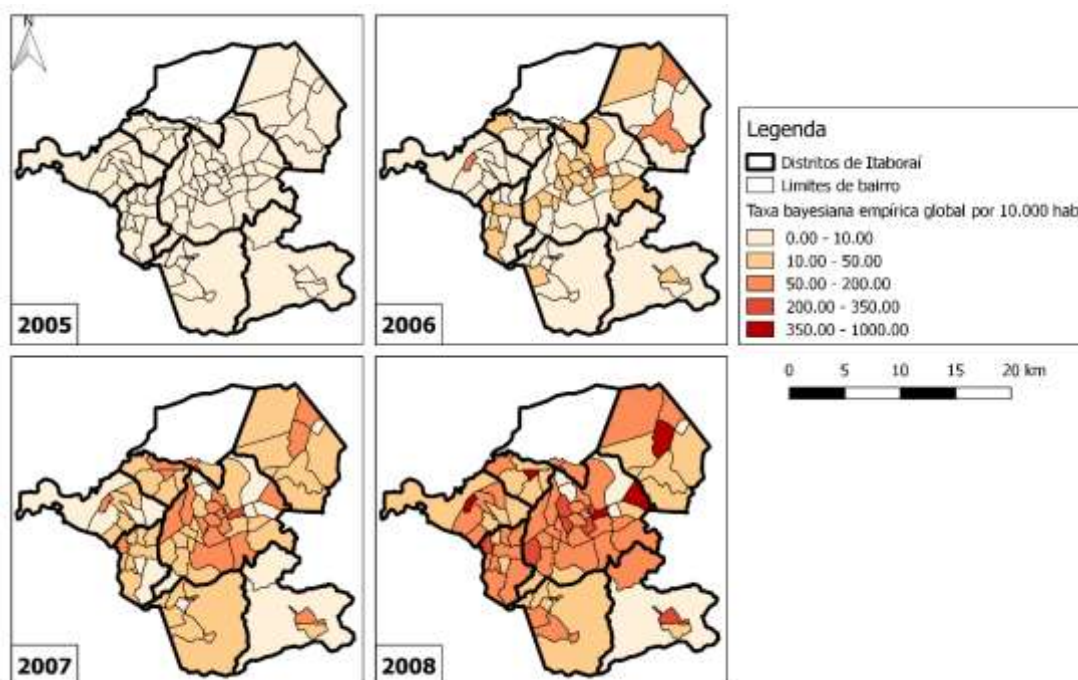 N
2005
2006
Legenda
Distritos de Itaboraí
Limites de bairro
Taxa bayesiana empírica global por 10.000 hab
0.00 - 10.00
10.00 - 50.00
50.00 - 200.00
200.00 - 350.00
350.00 - 1000.00
0 5 10 15 20 km
2007
2008